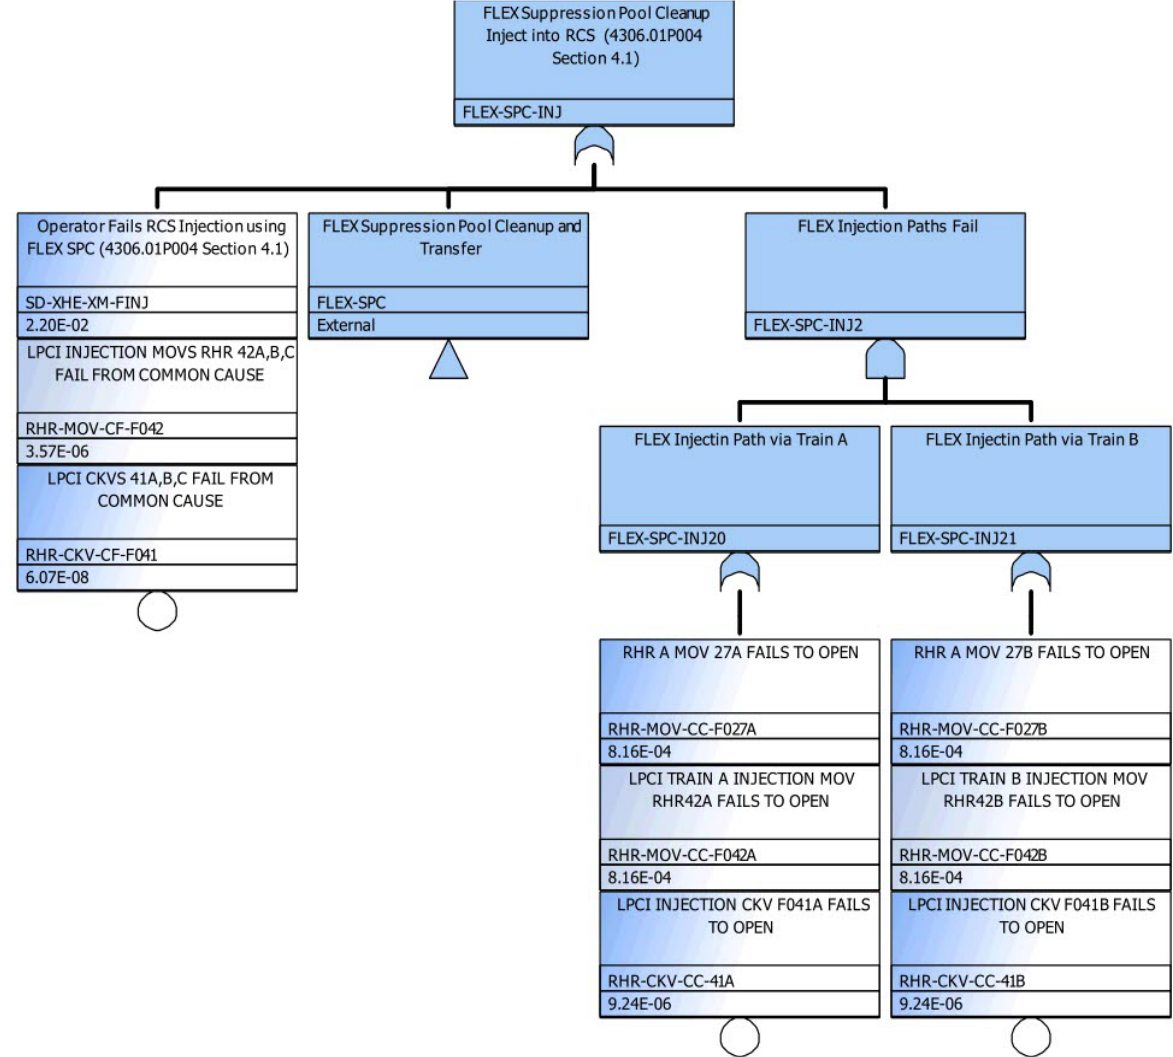 FLEX Suppression Pool Cleanup
Inject into RCS (4306.01P004
Section 4.1)
FLEX-SPC-INJ
Operator Fails RCS Injection using
FLEX SPC (4306.01P004 Section 4.1)
SD-XHE-XM-FINJ
2.20E-02
LPCI INJECTION MOVS RHR 42A,B,C
FAIL FROM COMMON CAUSE
RHR-MOV-CF-F042
3.57E-06
LPCI CKVS 41A,B,C FAIL FROM
COMMON CAUSE
RHR-CKV-CF-F041
6.07E-08
FLEX Suppression Pool Cleanup and
Transfer
FLEX-SPC
External
FLEX Injection Paths Fail
FLEX-SPC-INJ2
FLEX Injectin Path via Train A
FLEX-SPC-INJ20
RHR A MOV 27A FAILS TO OPEN
RHR-MOV-CC-F027A
8.16E-04
LPCI TRAIN A INJECTION MOV
RHR42A FAILS TO OPEN
RHR-MOV-CC-F042A
8.16E-04
LPCI INJECTION CKV F041A FAILS
TO OPEN
RHR-CKV-CC-41A
9.24E-06
FLEX Injectin Path via Train B
FLEX-SPC-INJ21
RHR A MOV 27B FAILS TO OPEN
RHR-MOV-CC-F027B
8.16E-04
LPCI TRAIN B INJECTION MOV
RHR42B FAILS TO OPEN
RHR-MOV-CC-F042B
8.16E-04
LPCI INJECTION CKV F041B FAILS
TO OPEN
RHR-CKV-CC-41B
9.24E-06